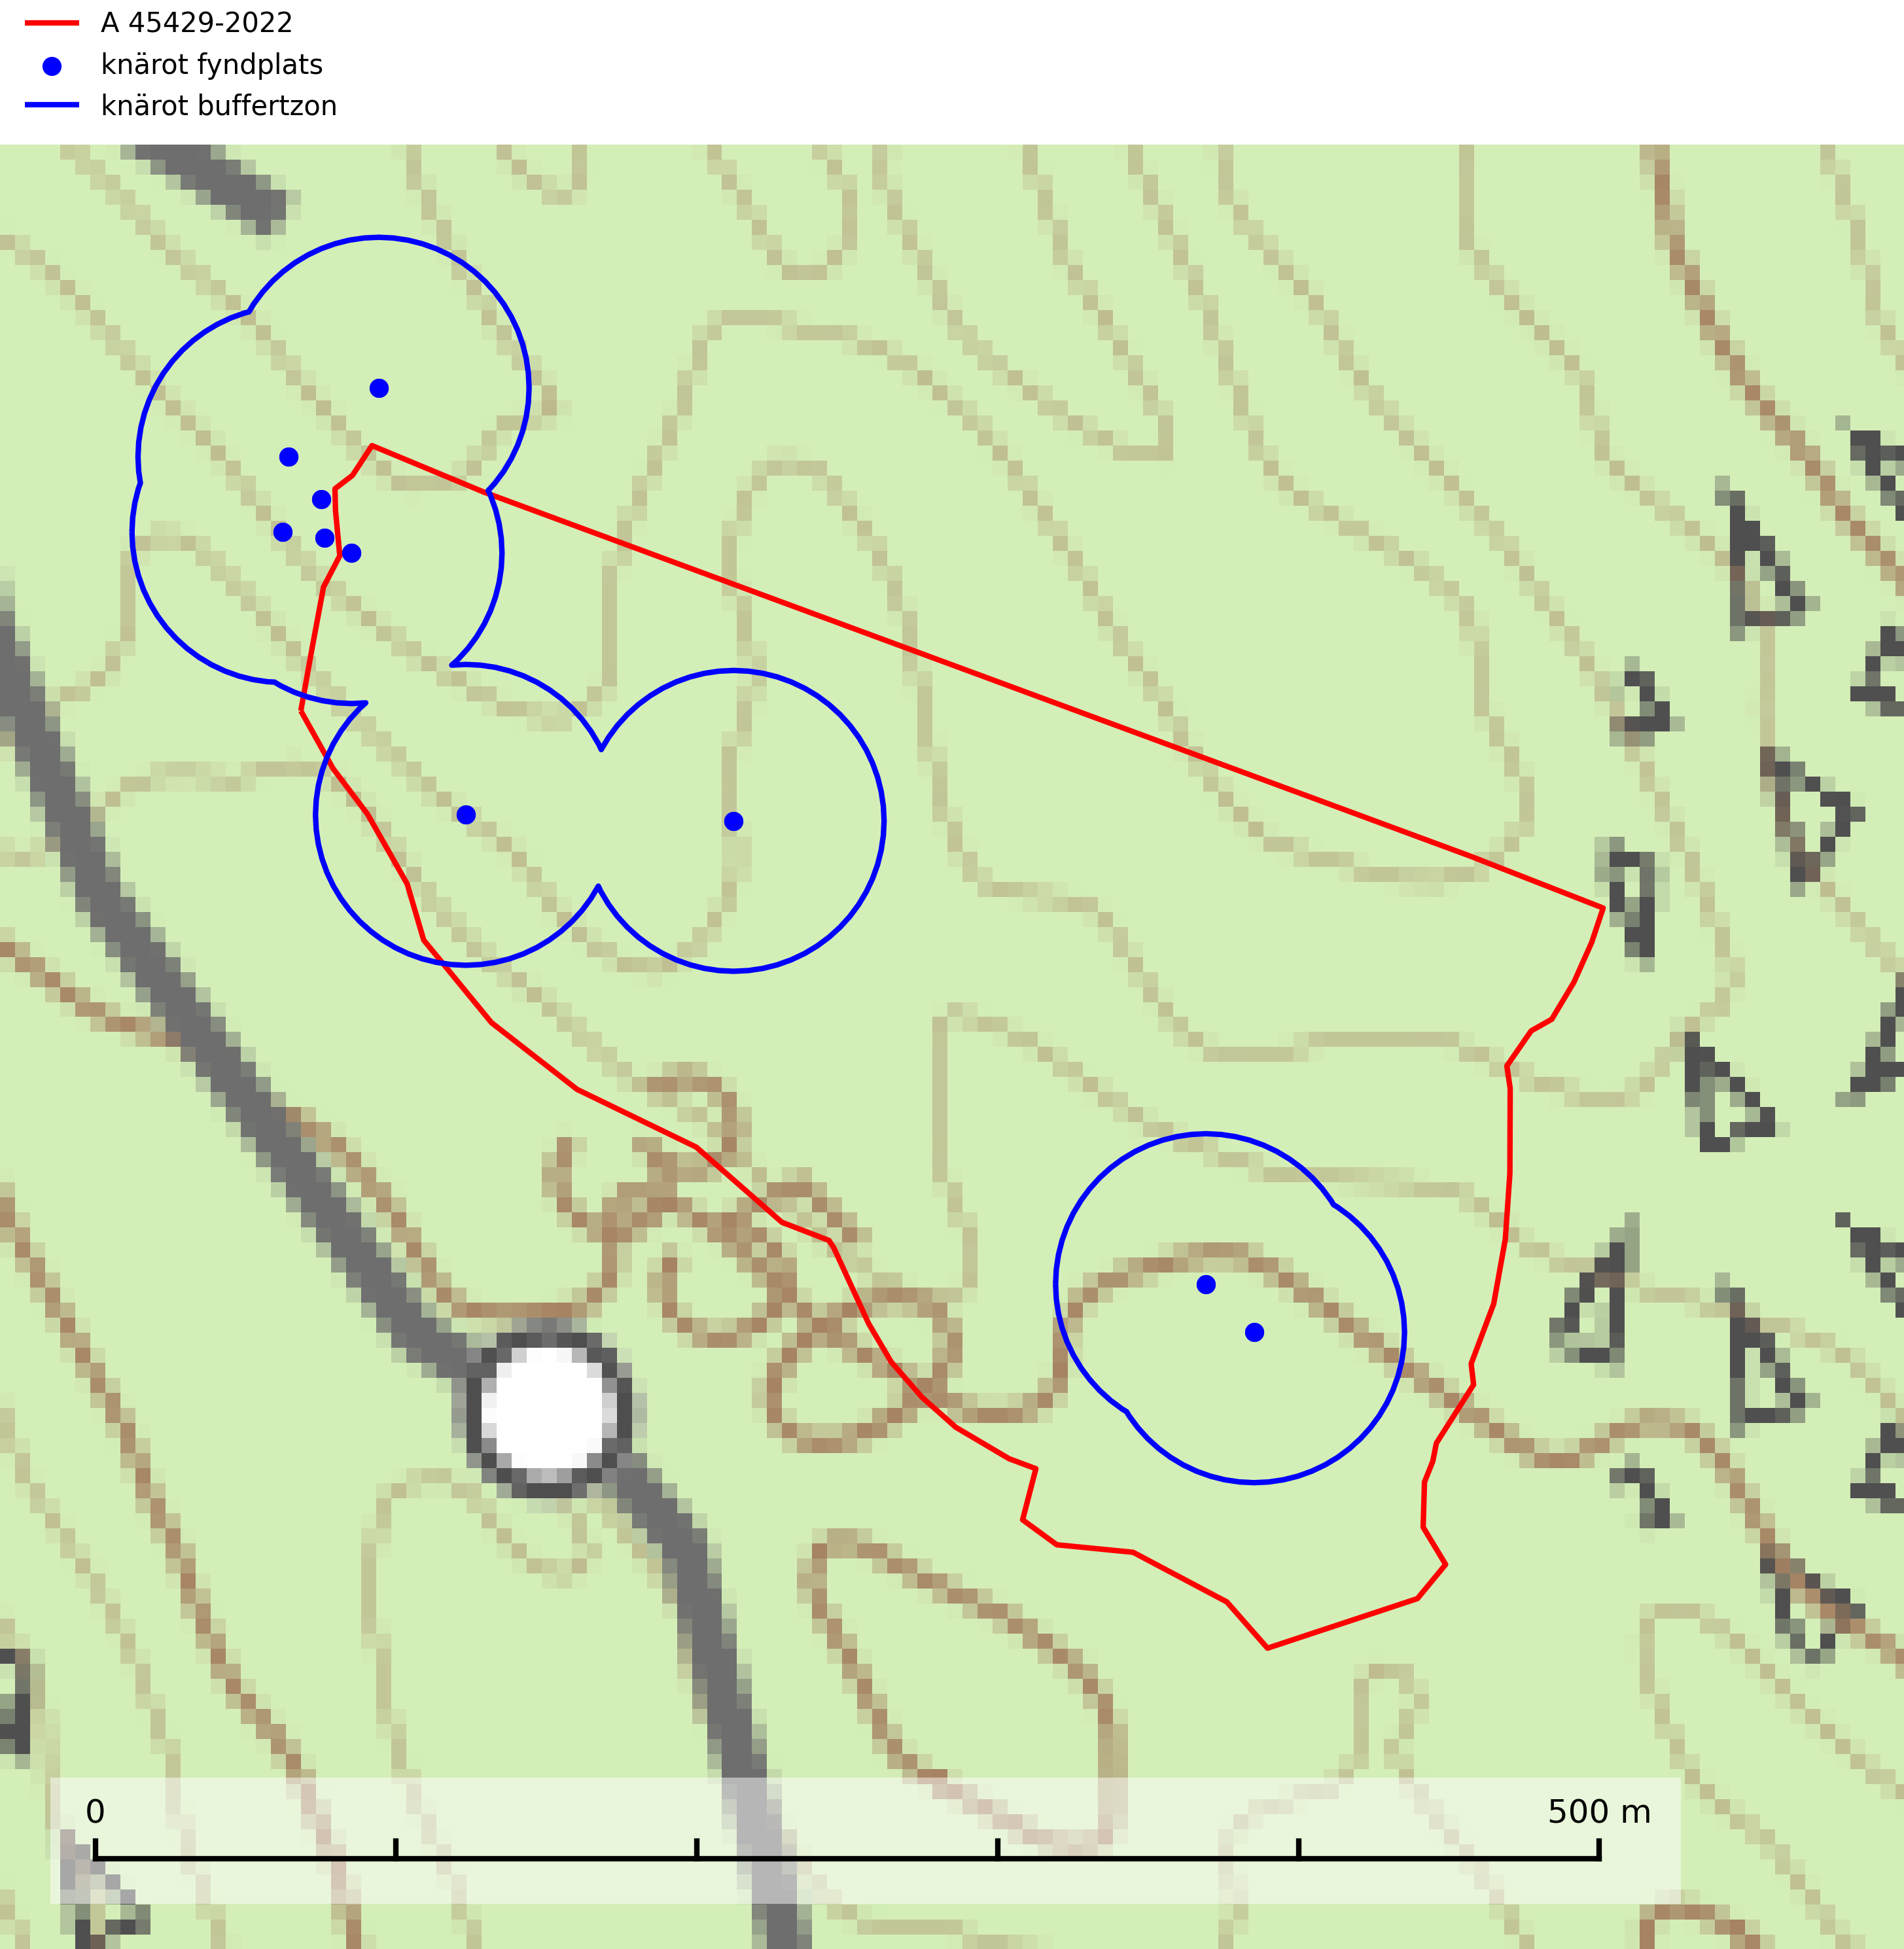 A 45429-2022
knärot fyndplats
knärot buffertzon
0
500 m